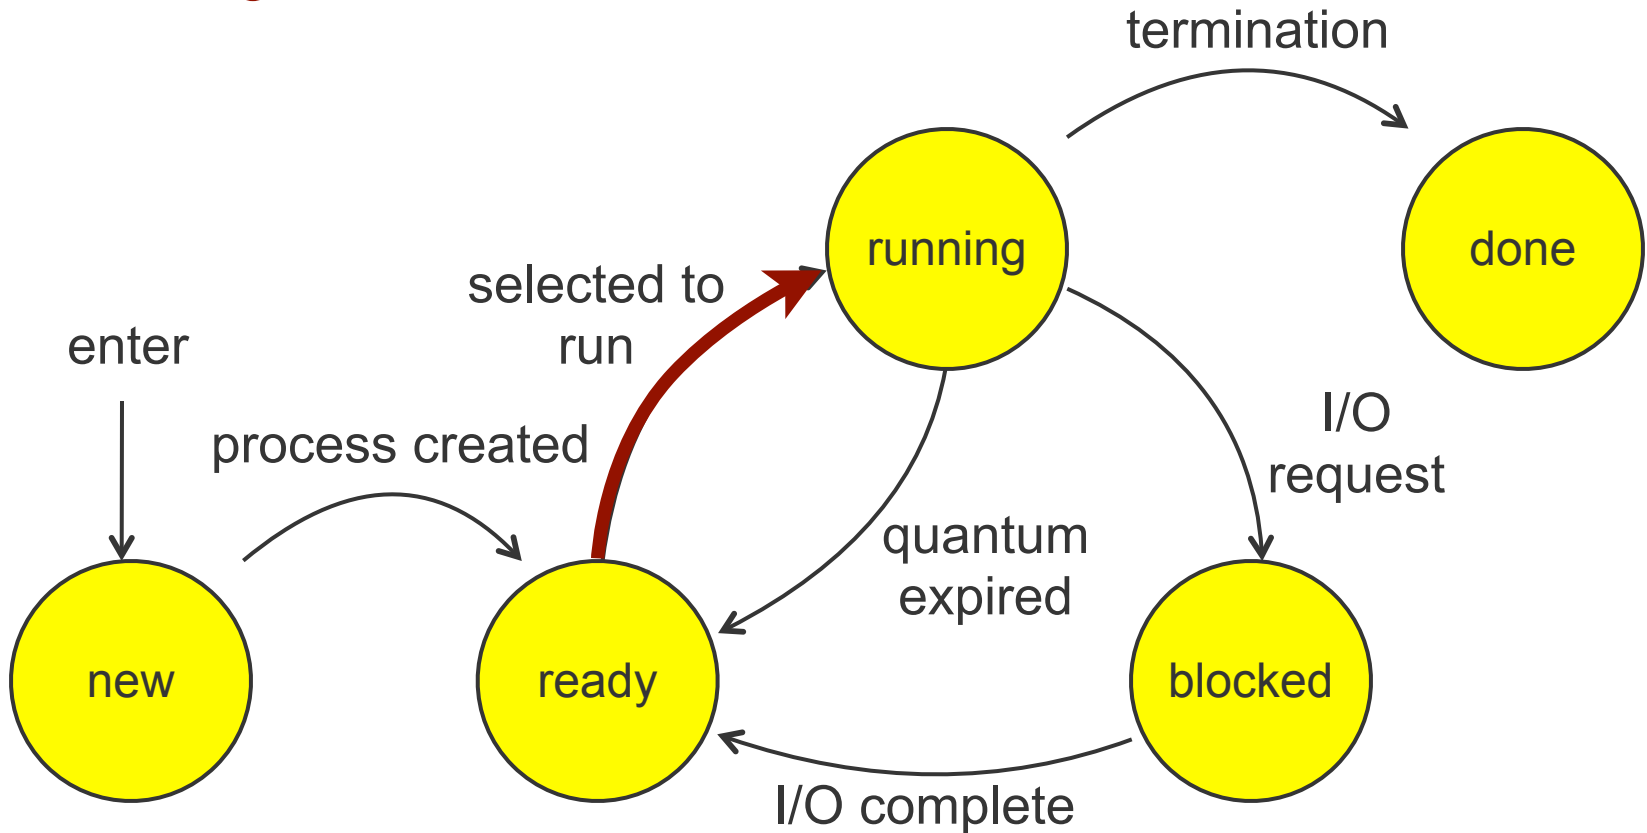 termination
running
done
selected to
run
enter
I/O
request
process created
quantum
expired
new
ready
blocked
I/O complete